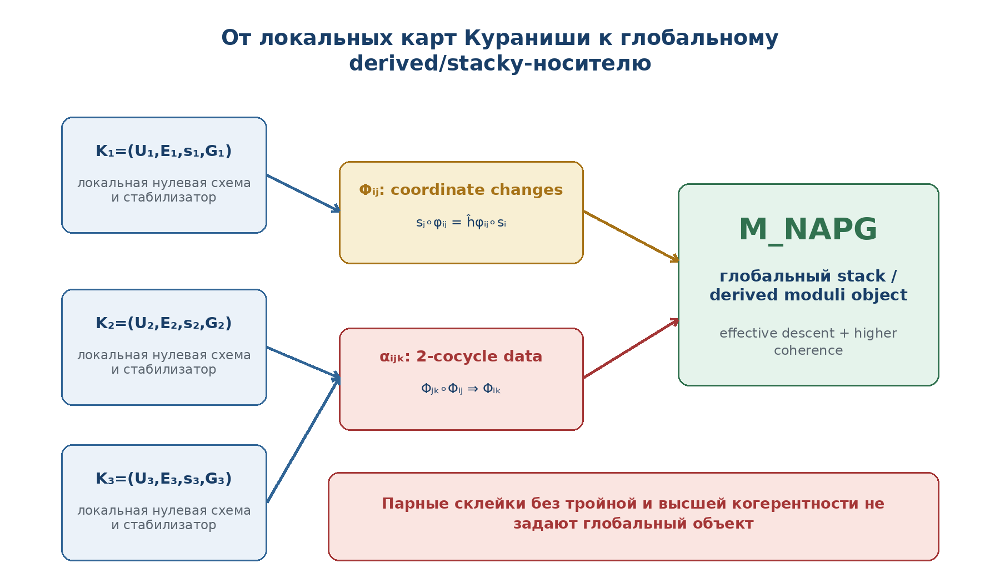 От локальных карт Кураниши к глобальному
derived/stacky-носителю
K₁=(U₁,E₁,s₁,G₁)
локальная нулевая схема
и стабилизатор
Φᵢⱼ: coordinate changes
sⱼ∘φᵢⱼ = ĥφᵢⱼ∘sᵢ
M_NAPG
глобальный stack /
derived moduli object
effective descent + higher
coherence
K₂=(U₂,E₂,s₂,G₂)
локальная нулевая схема
и стабилизатор
αᵢⱼₖ: 2-cocycle data
Φⱼₖ∘Φᵢⱼ ⇒ Φᵢₖ
K₃=(U₃,E₃,s₃,G₃)
локальная нулевая схема
и стабилизатор
Парные склейки без тройной и высшей когерентности не
задают глобальный объект